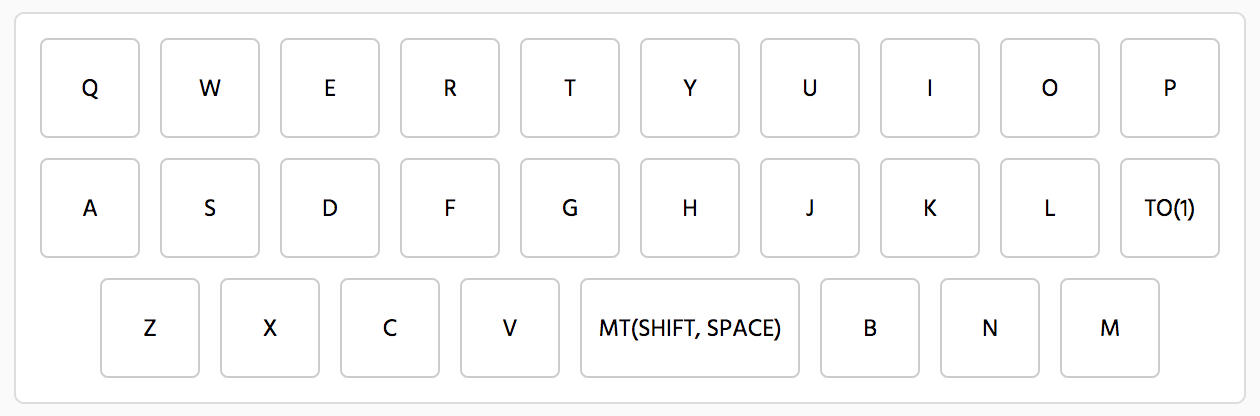 Q W E R T Y U I O P
A S D F G H J K L TO(1)
Z X C V MT(SHIFT, SPACE) B N M